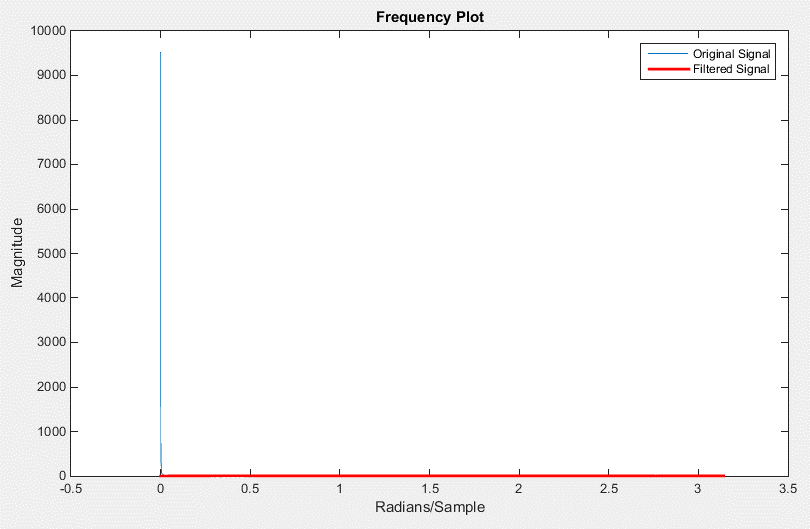 Frequency Plot
10000
9000
8000
7000
6000
5000
4000
3000
2000
1000
0
Magnitude
Original Signal
Filtered Signal
-0.5 0 0.5 1 1.5 2 2.5 3 3.5
Radians/Sample